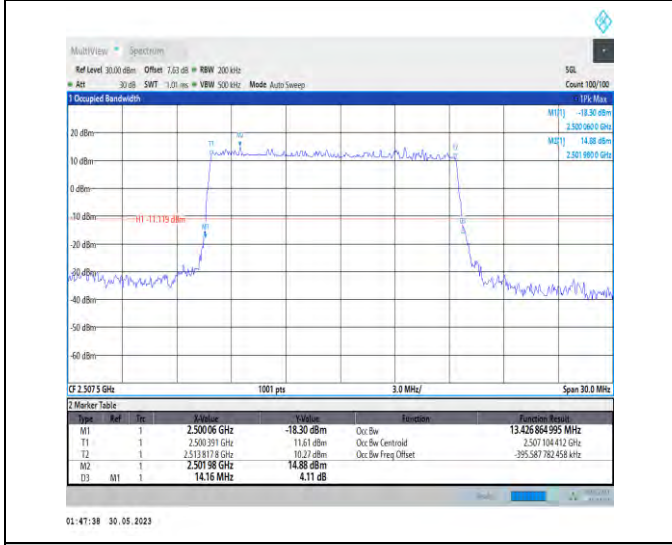 MultiView Spectrum
Ref Level 30.00 dBm Offset 7.63 dB RBW 200 kHz SGL
Att 30 dB SWT 1.01 ms VBW 500 kHz Mode Auto Sweep Count 100/100
1 Occupied Bandwidth 1Pk Max
M1[1] -18.30 dBm
2.500 060 0 GHz
20 dBm M2[1] 14.88 dBm
2.501 980 0 GHz
T1 M2 T2
10 dBm
0 dBm
-10 dBm H1 -11.119 dBm
M1 D3
-20 dBm
-30 dBm
-40 dBm
-50 dBm
-60 dBm
CF 2.507 5 GHz 1001 pts 3.0 MHz/ Span 30.0 MHz
2 Marker Table
Type Ref Trc X-Value Y-Value Function Function Result
M1 1 2.500 06 GHz -18.30 dBm Occ Bw 13.426 864 995 MHz
T1 1 2.500 391 GHz 11.61 dBm Occ Bw Centroid 2.507 104 412 GHz
T2 1 2.513 817 8 GHz 10.27 dBm Occ Bw Freq Offset -395.587 782 458 kHz
M2 1 2.501 98 GHz 14.88 dBm
D3 M1 1 14.16 MHz 4.11 dB
01:47:38 30.05.2023